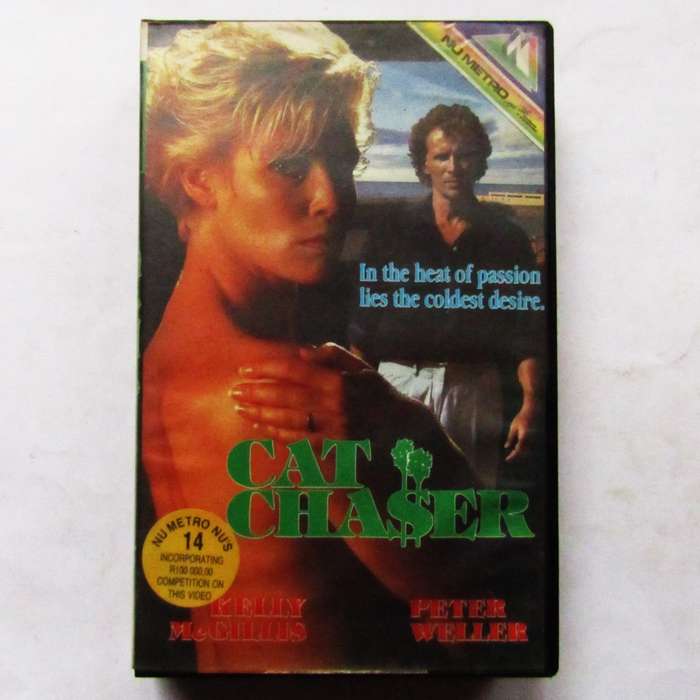 NU METRO
In the heat of passion
lies the coldest desire.
CAT
CHA$ER
NU METRO NU'S
14
INCORPORATING
R100 000,00
COMPETITION ON
THIS VIDEO
KELLY
McGILLIS
PETER
WELLER